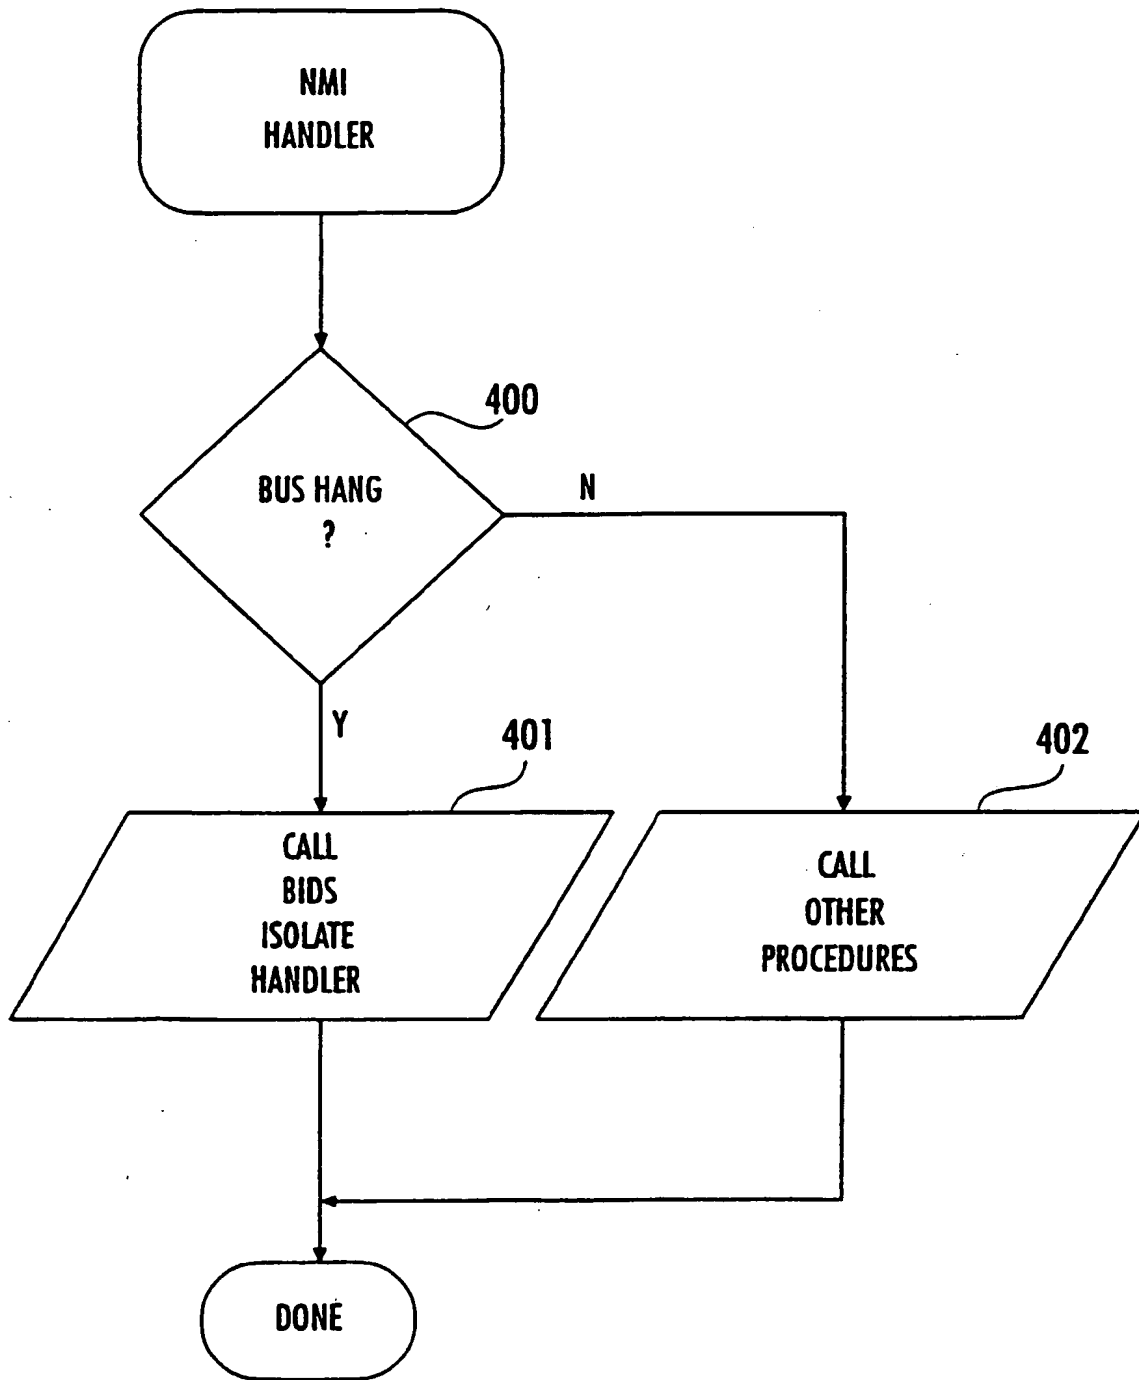 NMI
HANDLER
400
BUS HANG
?
N
Y
401
402
CALL
BIDS
ISOLATE
HANDLER
CALL
OTHER
PROCEDURES
DONE